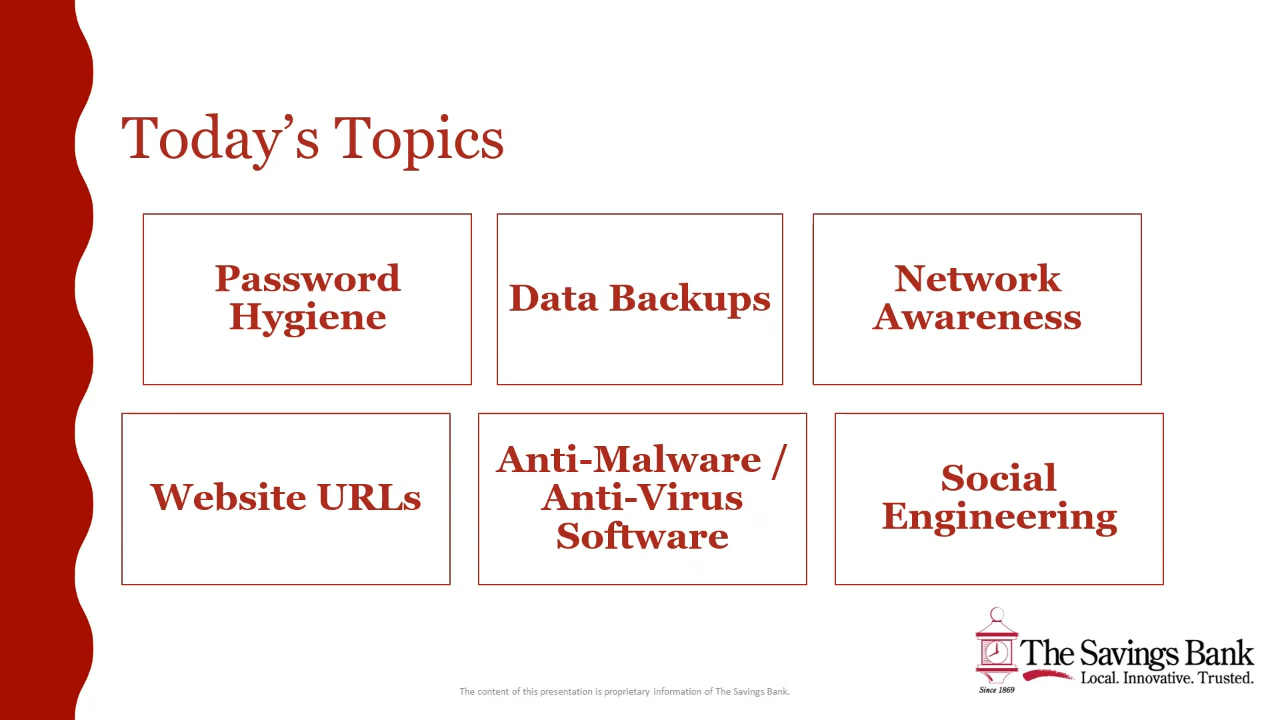 Today’s Topics
Password
Hygiene
Data Backups
Network
Awareness
Website URLs
Anti-Malware /
Anti-Virus
Software
Social
Engineering
The Savings Bank
Local. Innovative. Trusted.
Since 1869
The content of this presentation is proprietary information of The Savings Bank.